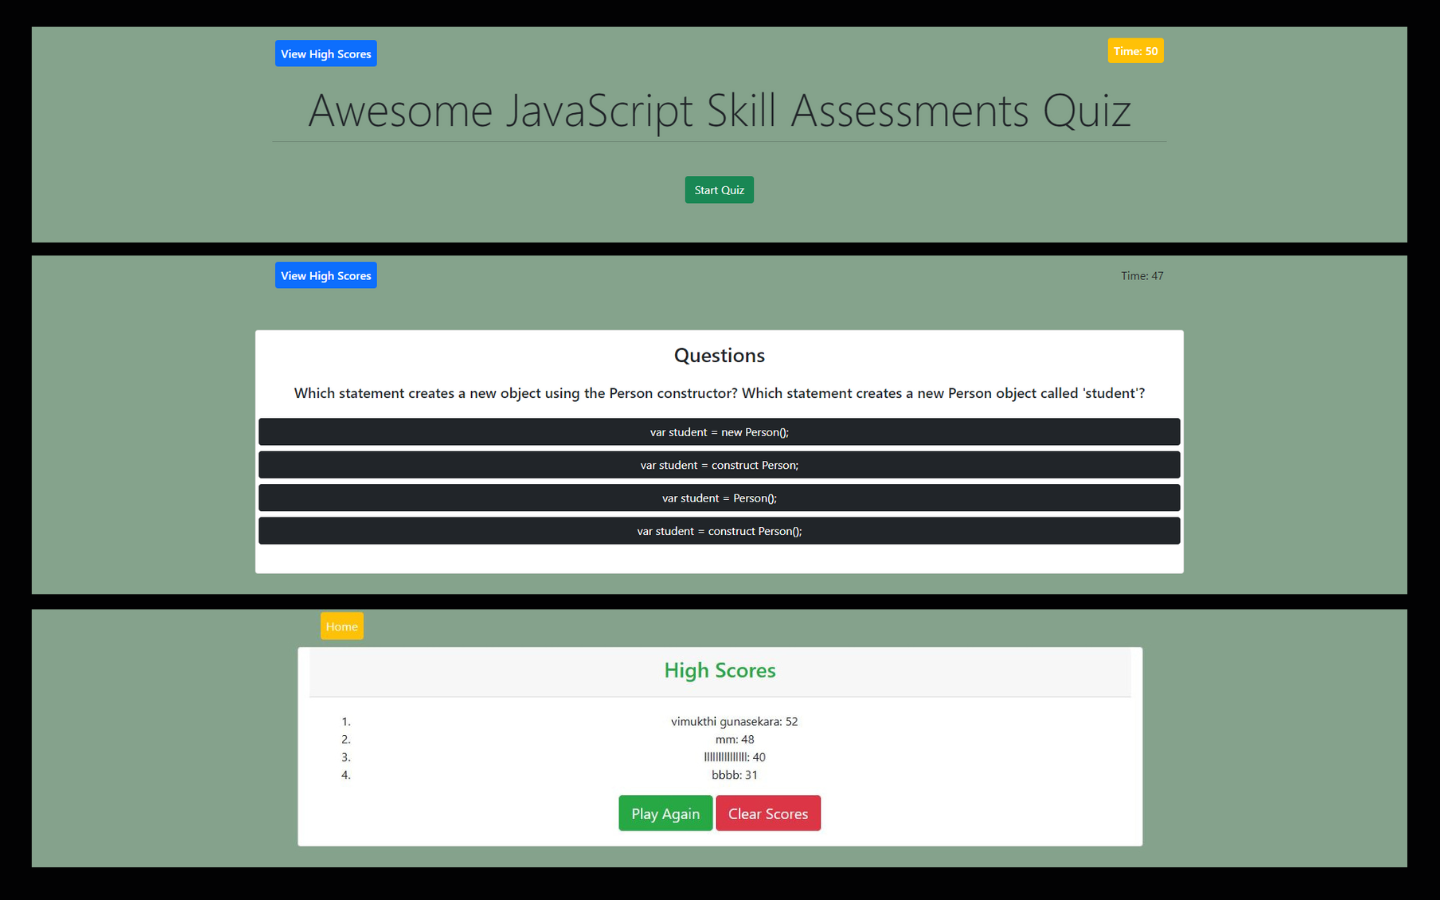 View High Scores
Time: 50
Awesome JavaScript Skill Assessments Quiz
Start Quiz
View High Scores
Time: 47
Questions
Which statement creates a new object using the Person constructor? Which statement creates a new Person object called 'student'?
var student = new Person();
var student = construct Person;
var student = Person();
var student = construct Person();
Home
High Scores
1. vimukthi gunasekara: 52
2. mm: 48
3. : 40
4. bbbb: 31
Play Again
Clear Scores